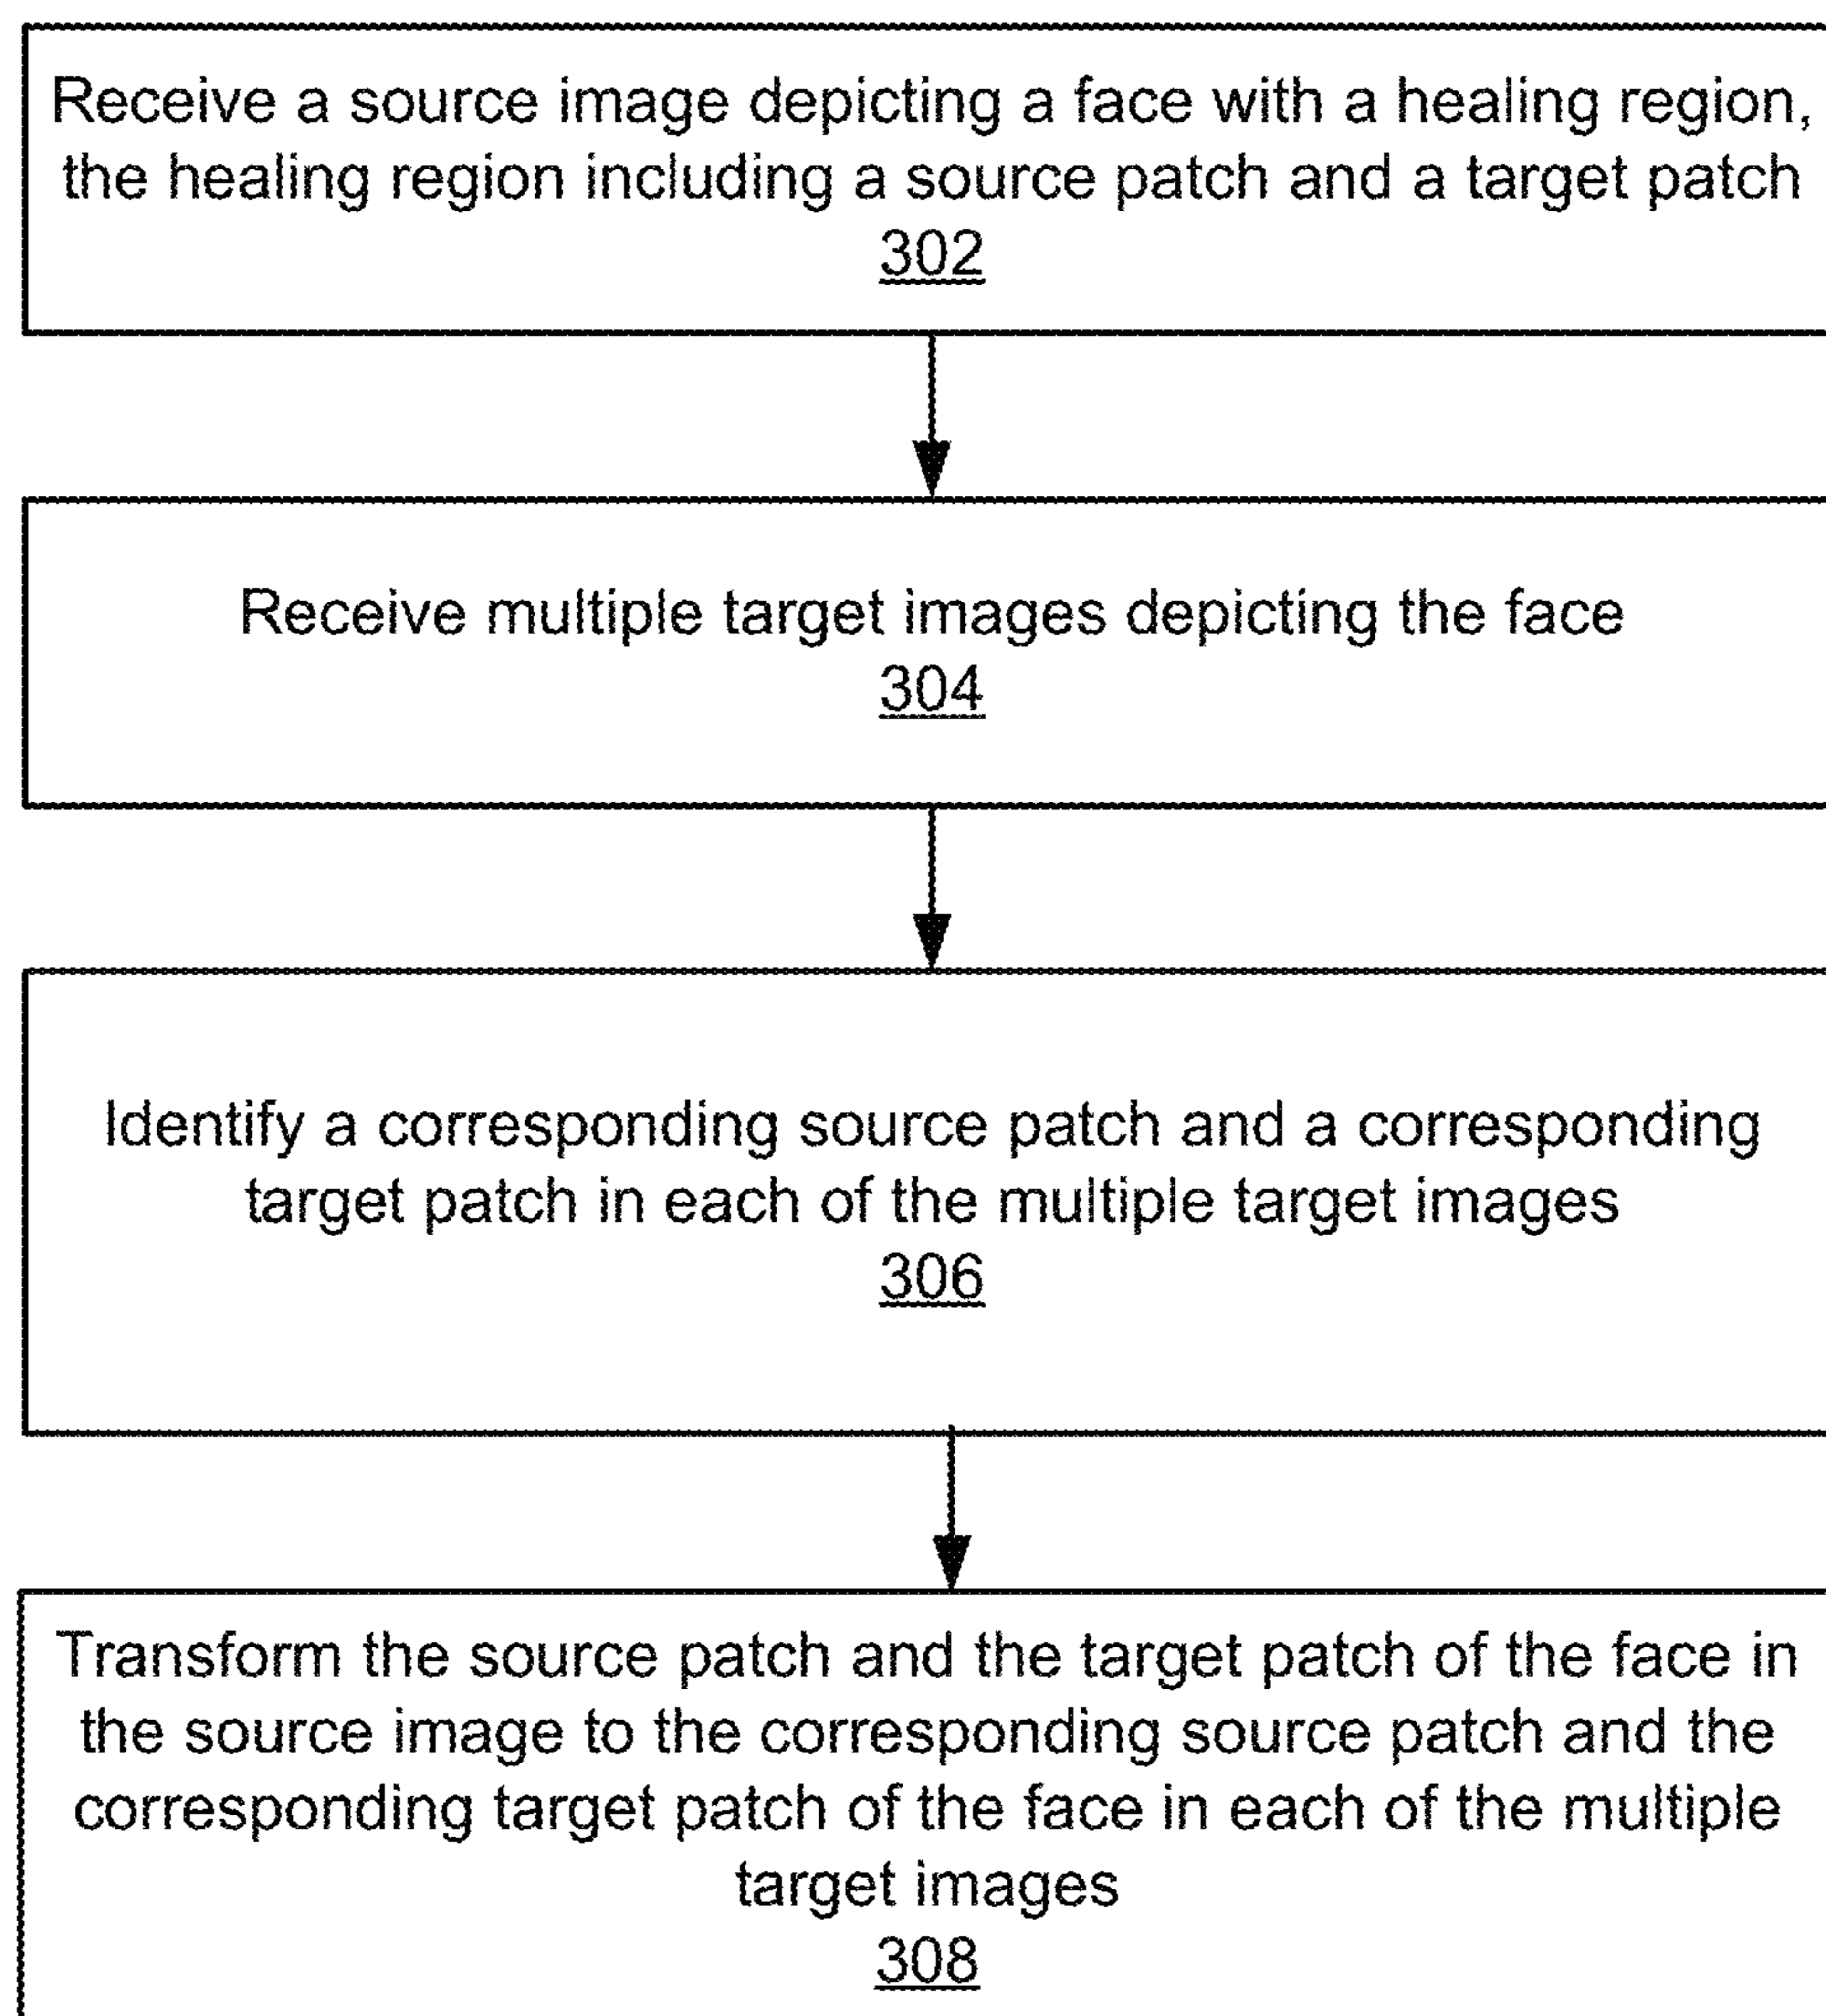 Receive a source image depicting a face with a healing region,
the healing region including a source patch and a target patch
302
Receive multiple target images depicting the face
304
Identify a corresponding source patch and a corresponding
target patch in each of the multiple target images
306
Transform the source patch and the target patch of the face in
the source image to the corresponding source patch and the
corresponding target patch of the face in each of the multiple
target images
308